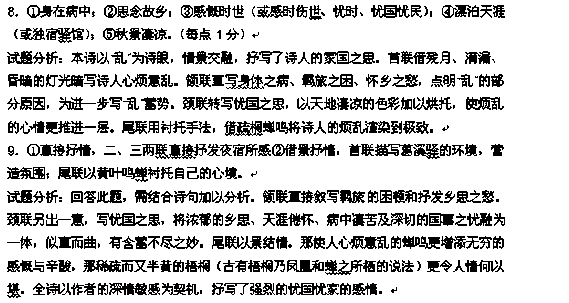 8．①身在病中；②思念故乡；③感慨时世（或感时伤世、忧时、忧国忧民）；④漂泊天涯
（或独宿驿馆）；⑤秋景凄凉。（每点 1 分）
试题分析：本诗以“乱”为诗眼，情景交融，抒写了诗人的家国之思。首联借残月、滴漏、
昏暗的灯光暗写诗人心烦意乱。颔联直写身体之病、羁旅之困、怀乡之愁，点明“乱”的部
分原因，为进一步写“乱”蓄势。颈联转写忧国之思，以天地凄凉的色彩加以烘托，使烦乱
的心情更推进一层。尾联用衬托手法，借疏桐蝉鸣将诗人的烦乱渲染到极致。
9．①直接抒情，二、三两联直接抒发夜宿所感②借景抒情，首联描写葛溪驿的环境，营
造氛围；尾联以黄叶鸣蝉衬托自己的心境。
试题分析：回答此题，需结合诗句加以分析。颔联直接叙写羁旅的困顿和抒发乡思之愁。
颈联另出一意，写忧国之思，将浓郁的乡思、天涯倦怀、病中凄苦及深切的国事之忧融为
一体，似直而曲，有含蓄不尽之妙。尾联以景结情。那使人心烦意乱的蝉鸣更增添无穷的
感慨与辛酸，那稀疏而又半黄的梧桐（古有梧桐乃凤凰和蝉之所栖的说法）更令人情何以
堪。全诗以作者的深情敏感为契机，抒写了强烈的忧国忧家的感情。